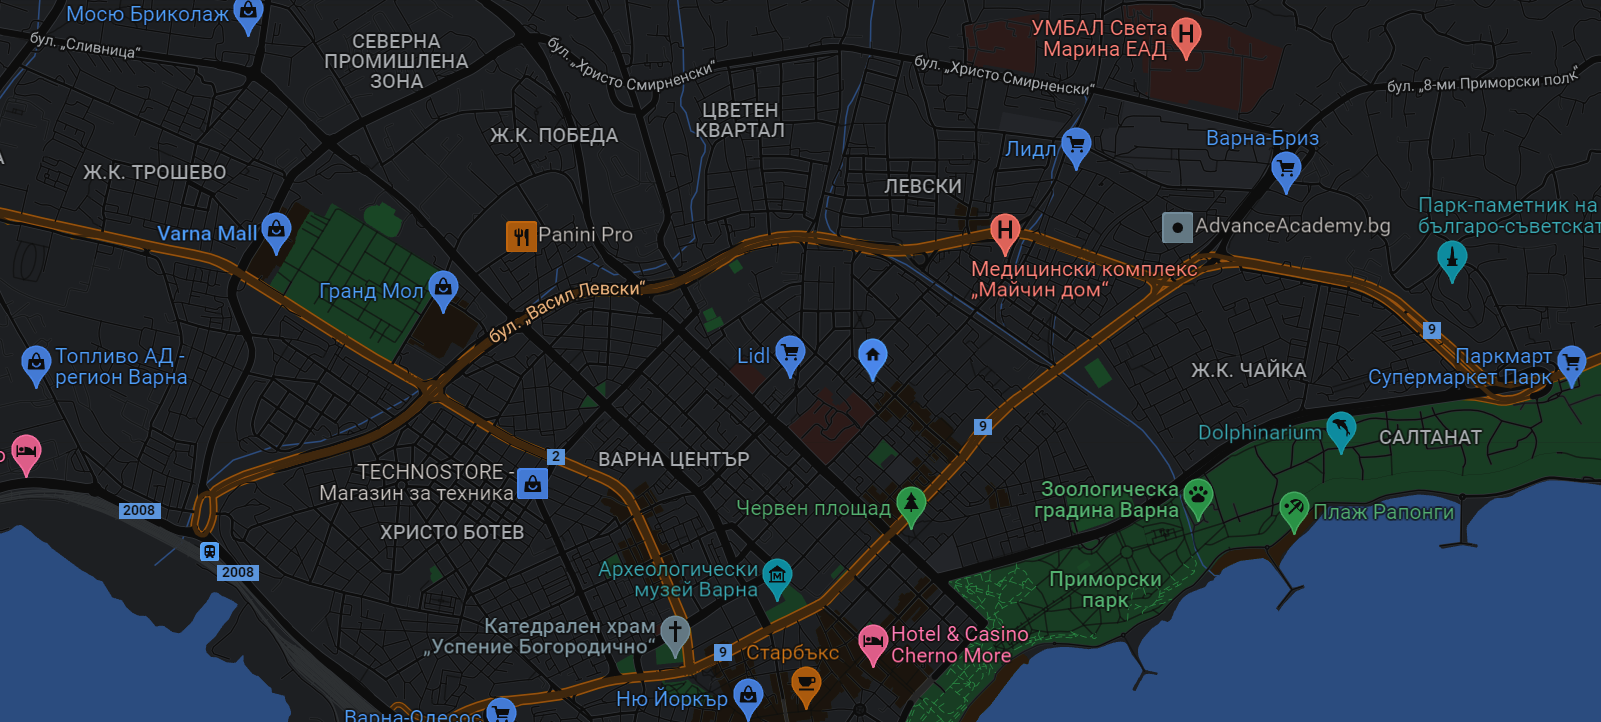 Мосю Бриколаж
бул. „Сливница“
СЕВЕРНА
ПРОМИШЛЕНА
ЗОНА
бул. „Христо Смирненски“
УМБАЛ Света
Марина ЕАД
бул. „Христо Смирненски“
бул. „8-ми Приморски полк“
ЦВЕТЕН
КВАРТАЛ
Ж.К. ПОБЕДА
Лидл
Варна-Бриз
Ж.К. ТРОШЕВО
ЛЕВСКИ
Парк-паметник на
българо-съветскат
Varna Mall
Panini Pro
AdvanceAcademy.bg
Медицински комплекс
„Майчин дом“
Гранд Мол
бул. „Васил Левски“
9
Топливо АД -
регион Варна
Lidl
Ж.К. ЧАЙКА
Паркмарт
Супермаркет Парк
9
Dolphinarium
САЛТАНАТ
2
ВАРНА ЦЕНТЪР
TECHNOSTORE -
Магазин за техника
Зоологическа
градина Варна
Плаж Рапонги
Червен площад
2008
ХРИСТО БОТЕВ
2008
Археологически
музей Варна
Приморски
парк
Катедрален храм
„Успение Богородично“
9
Старбъкс
Hotel & Casino
Cherno More
Ню Йоркър
Варна-Одесос